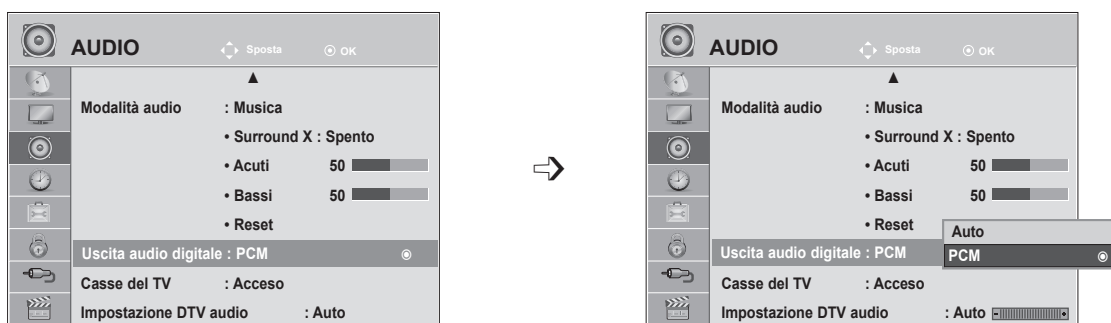 AUDIO Sposta OK
Modalità audio : Musica
• Surround X : Spento
• Acuti 50
• Bassi 50
• Reset
Uscita audio digitale : PCM
Casse del TV : Acceso
Impostazione DTV audio : Auto
AUDIO Sposta OK
Modalità audio : Musica
• Surround X : Spento
• Acuti 50
• Bassi 50
• Reset
Auto
Uscita audio digitale : PCM
PCM
Casse del TV : Acceso
Impostazione DTV audio : Auto